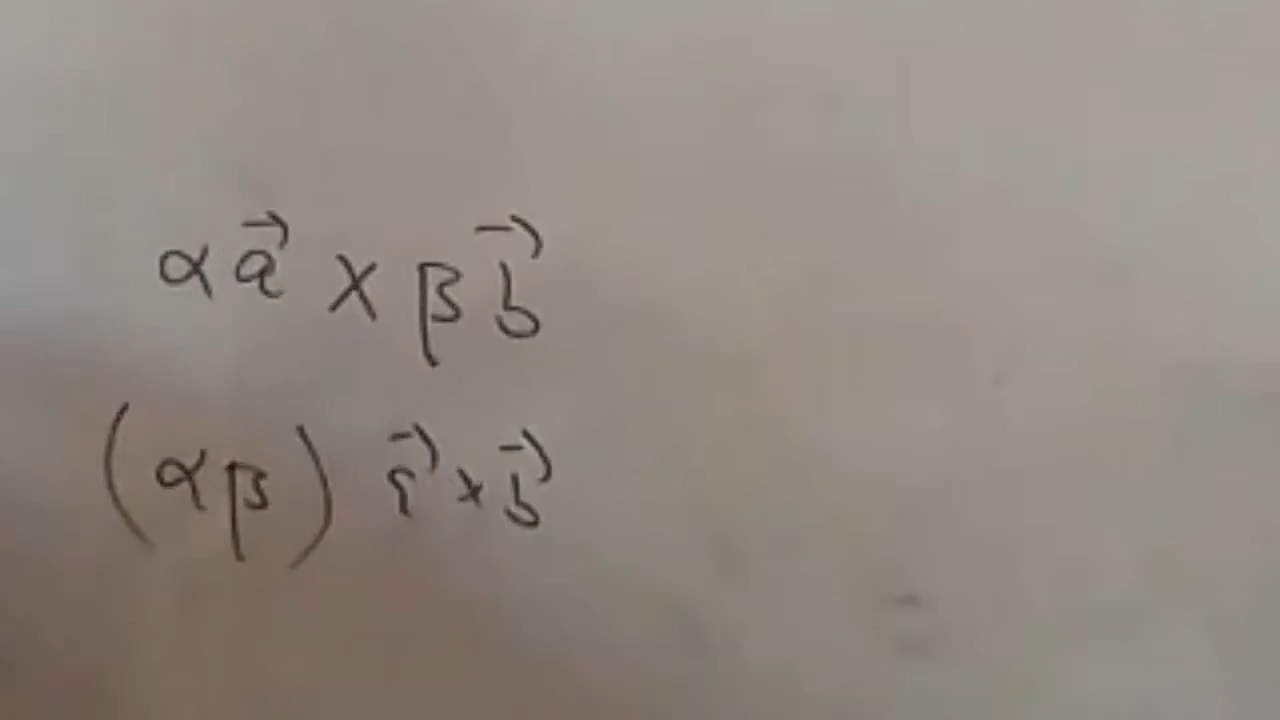 α a⃗ × β b⃗
(αβ) a⃗ × b⃗